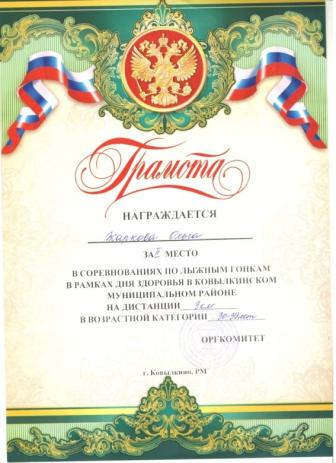 Грамота
НАГРАЖДАЕТСЯ
Жаркова Ольга
ЗА I МЕСТО
В СОРЕВНОВАНИЯХ ПО ЛЫЖНЫМ ГОНКАМ
В РАМКАХ ДНЯ ЗДОРОВЬЯ В КОВЫЛКИНСКОМ
МУНИЦИПАЛЬНОМ РАЙОНЕ
НА ДИСТАНЦИИ 3км
В ВОЗРАСТНОЙ КАТЕГОРИИ 30-39лет
ОРГКОМИТЕТ
г. Ковылкино, РМ